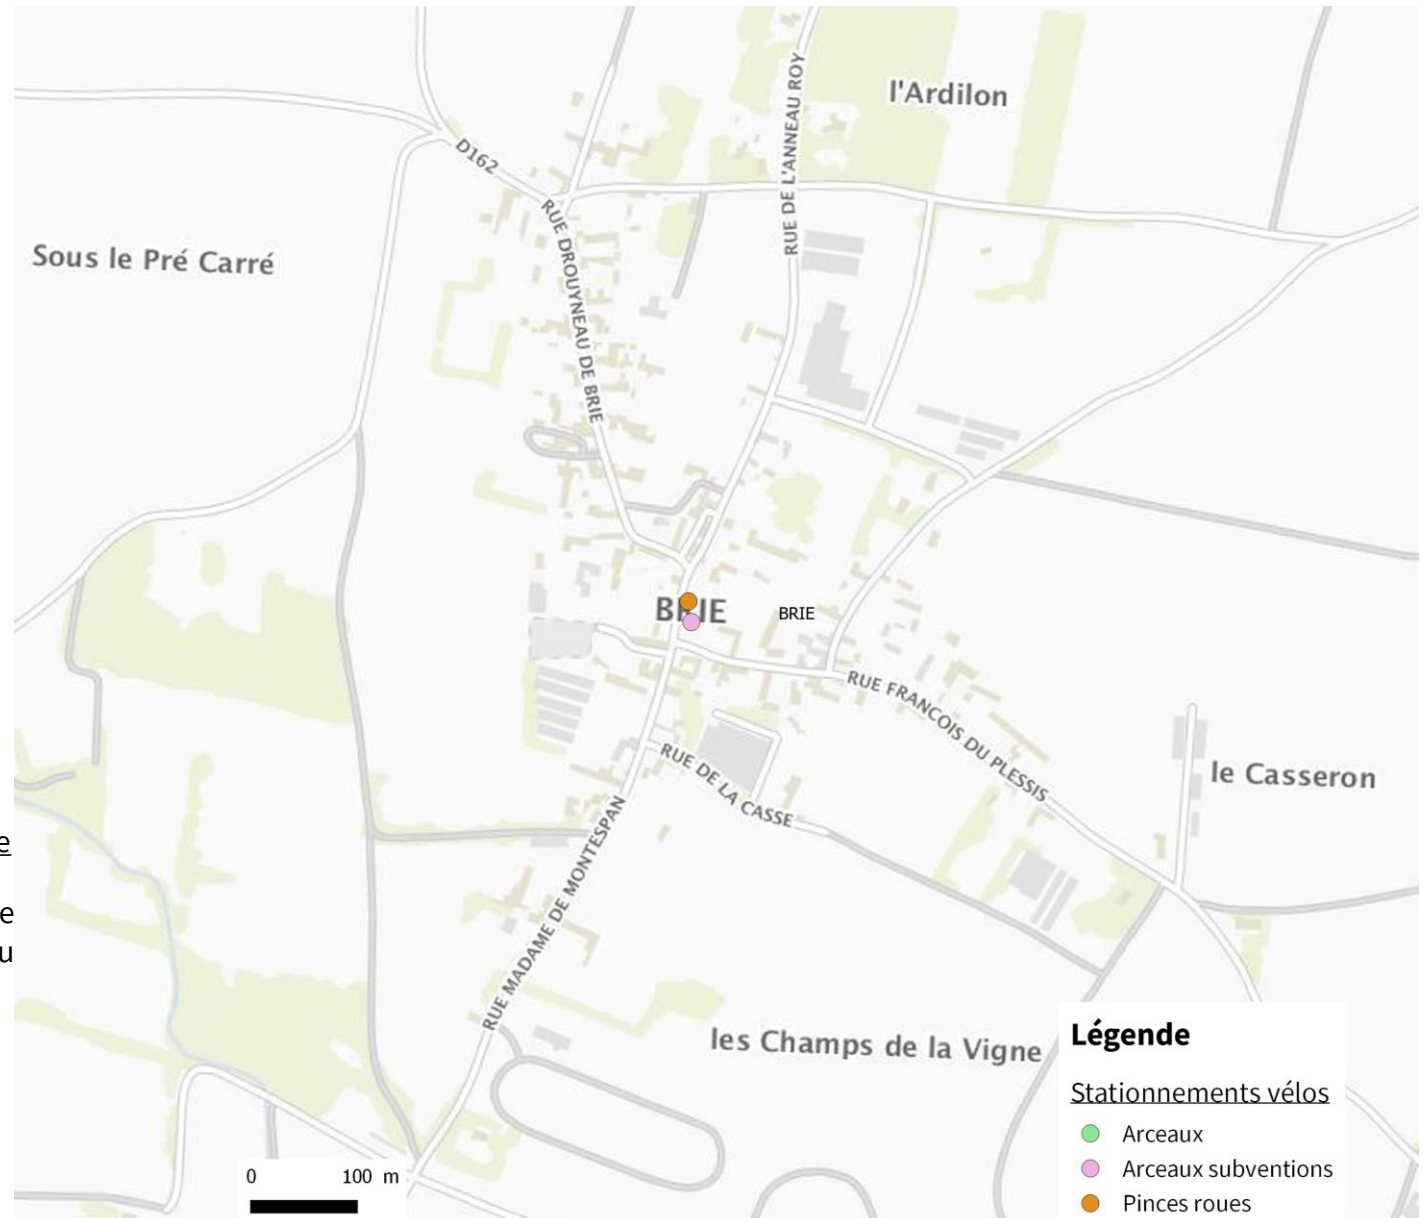 l'Ardilon
RUE DE L'ANNEAU ROY
D162
RUE DROUYNEAU DE BRIE
Sous le Pré Carré
BRIE
BRIE
RUE FRANCOIS DU PLESSIS
le Casseron
RUE DE LA CASSE
RUE MADAME DE MONTESPAN
e
e
u
les Champs de la Vigne
Légende
Stationnements vélos
Arceaux
Arceaux subventions
Pinces roues
0 100 m